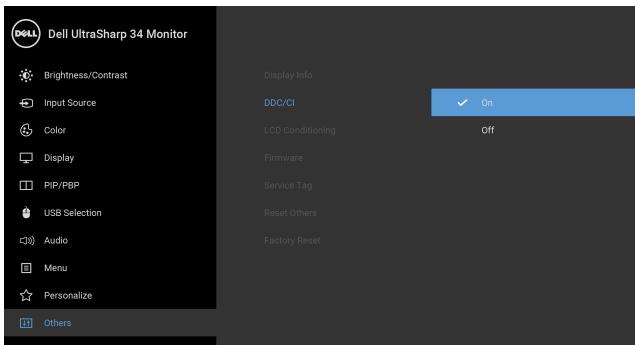 DELL Dell UltraSharp 34 Monitor
Brightness/Contrast
Input Source
Color
Display
PIP/PBP
USB Selection
Audio
Menu
Personalize
Others
Display Info
DDC/CI
LCD Conditioning
Firmware
Service Tag
Reset Others
Factory Reset
On
Off